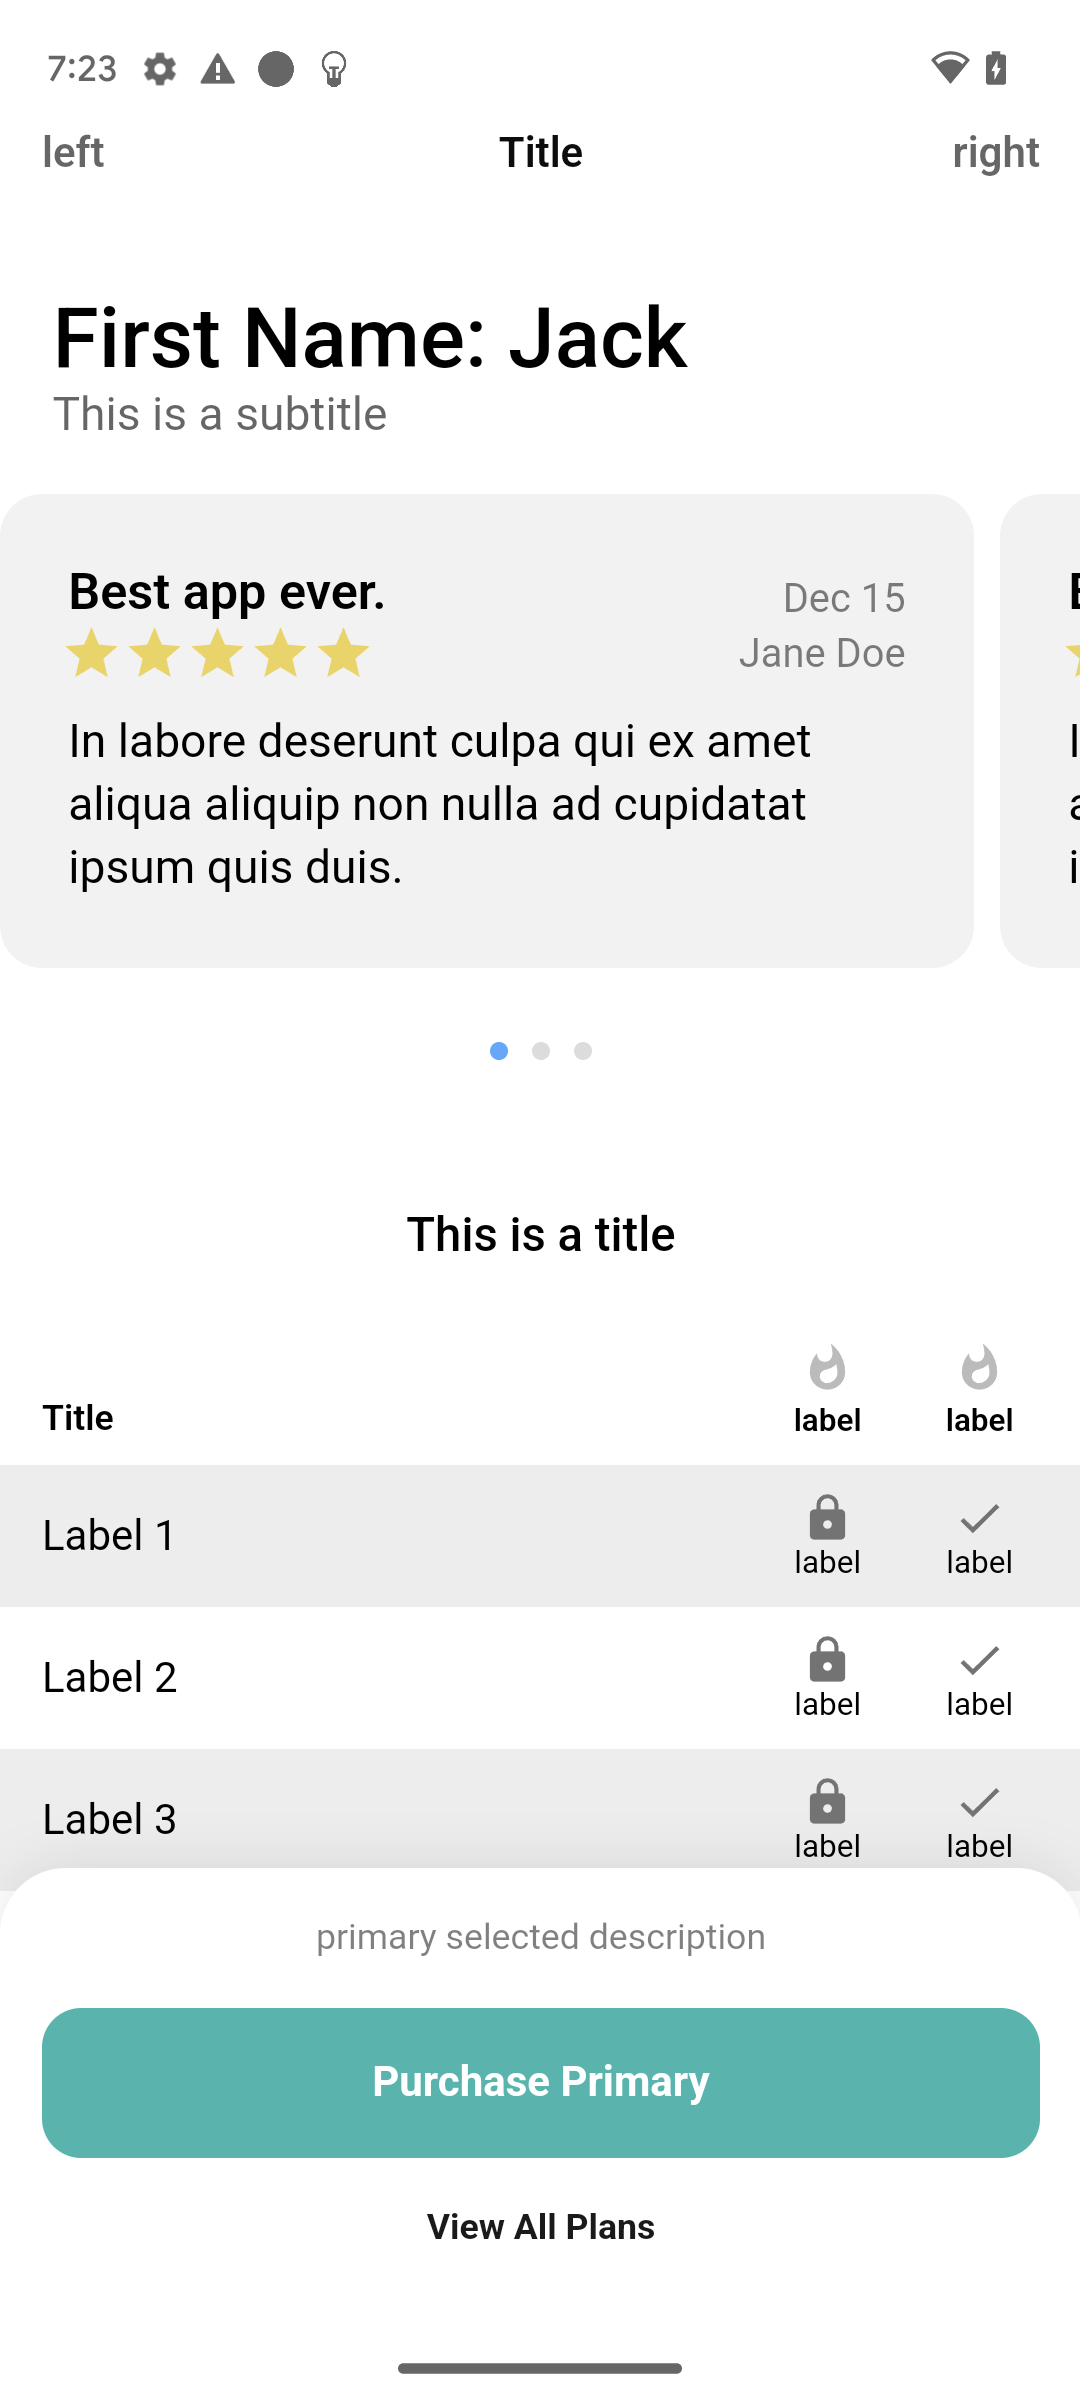 7:23
left
Title
right
First Name: Jack
This is a subtitle
Best app ever.
Dec 15
Jane Doe
In labore deserunt culpa qui ex amet
aliqua aliquip non nulla ad cupidatat
ipsum quis duis.
This is a title
Title
label
label
Label 1
label
label
Label 2
label
label
Label 3
label
label
primary selected description
Purchase Primary
View All Plans